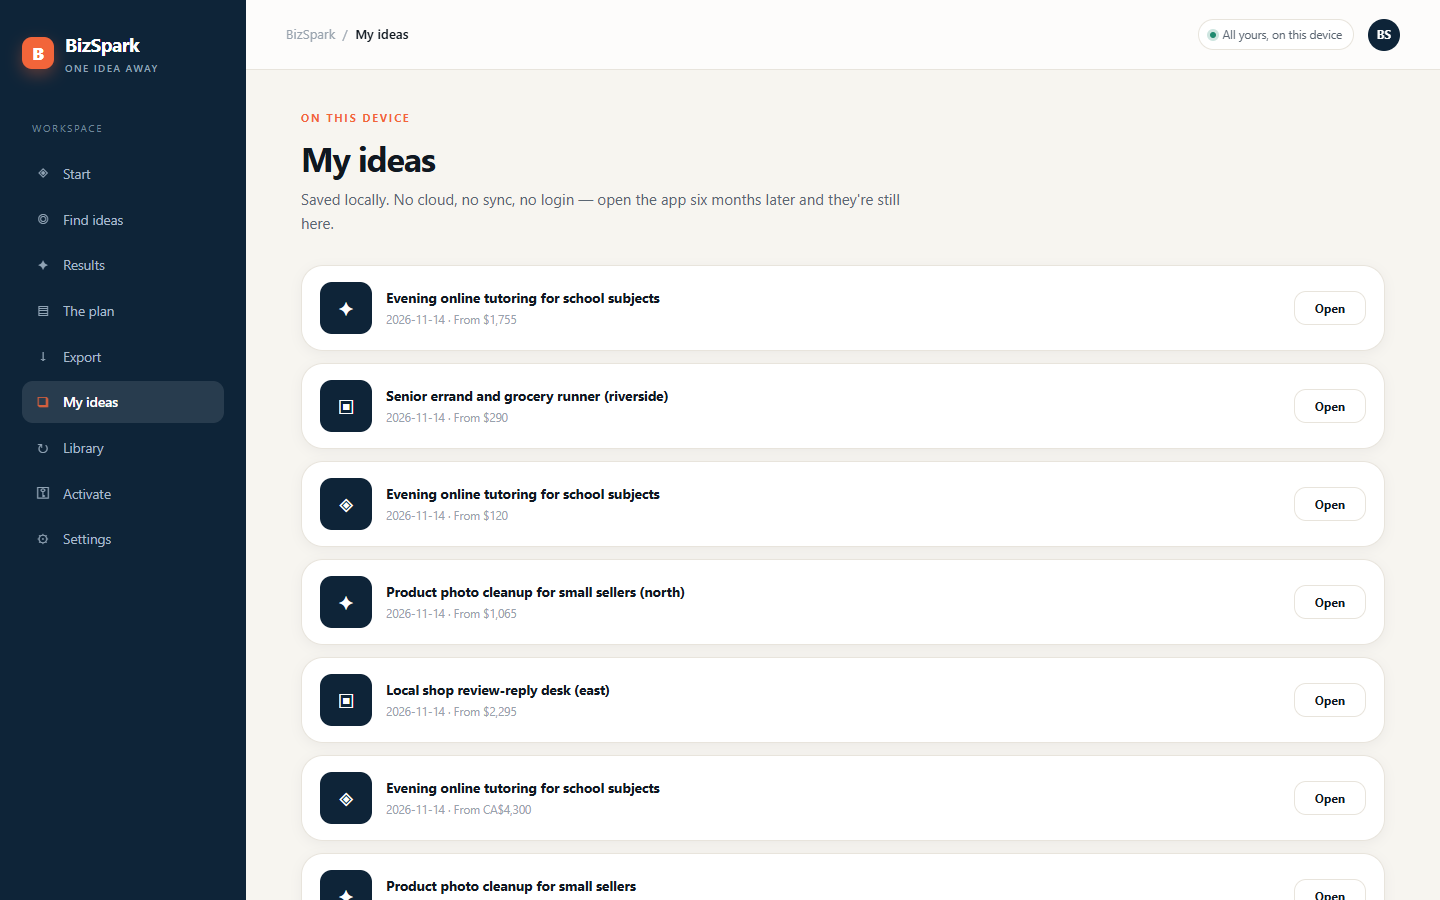 B
BizSpark
ONE IDEA AWAY
WORKSPACE
Start
Find ideas
Results
The plan
Export
My ideas
Library
Activate
Settings
BizSpark / My ideas
All yours, on this device
BS
ON THIS DEVICE
My ideas
Saved locally. No cloud, no sync, no login — open the app six months later and they're still
here.
Evening online tutoring for school subjects
2026-11-14 · From $1,755
Open
Senior errand and grocery runner (riverside)
2026-11-14 · From $290
Open
Evening online tutoring for school subjects
2026-11-14 · From $120
Open
Product photo cleanup for small sellers (north)
2026-11-14 · From $1,065
Open
Local shop review-reply desk (east)
2026-11-14 · From $2,295
Open
Evening online tutoring for school subjects
2026-11-14 · From CA$4,300
Open
Product photo cleanup for small sellers
Open